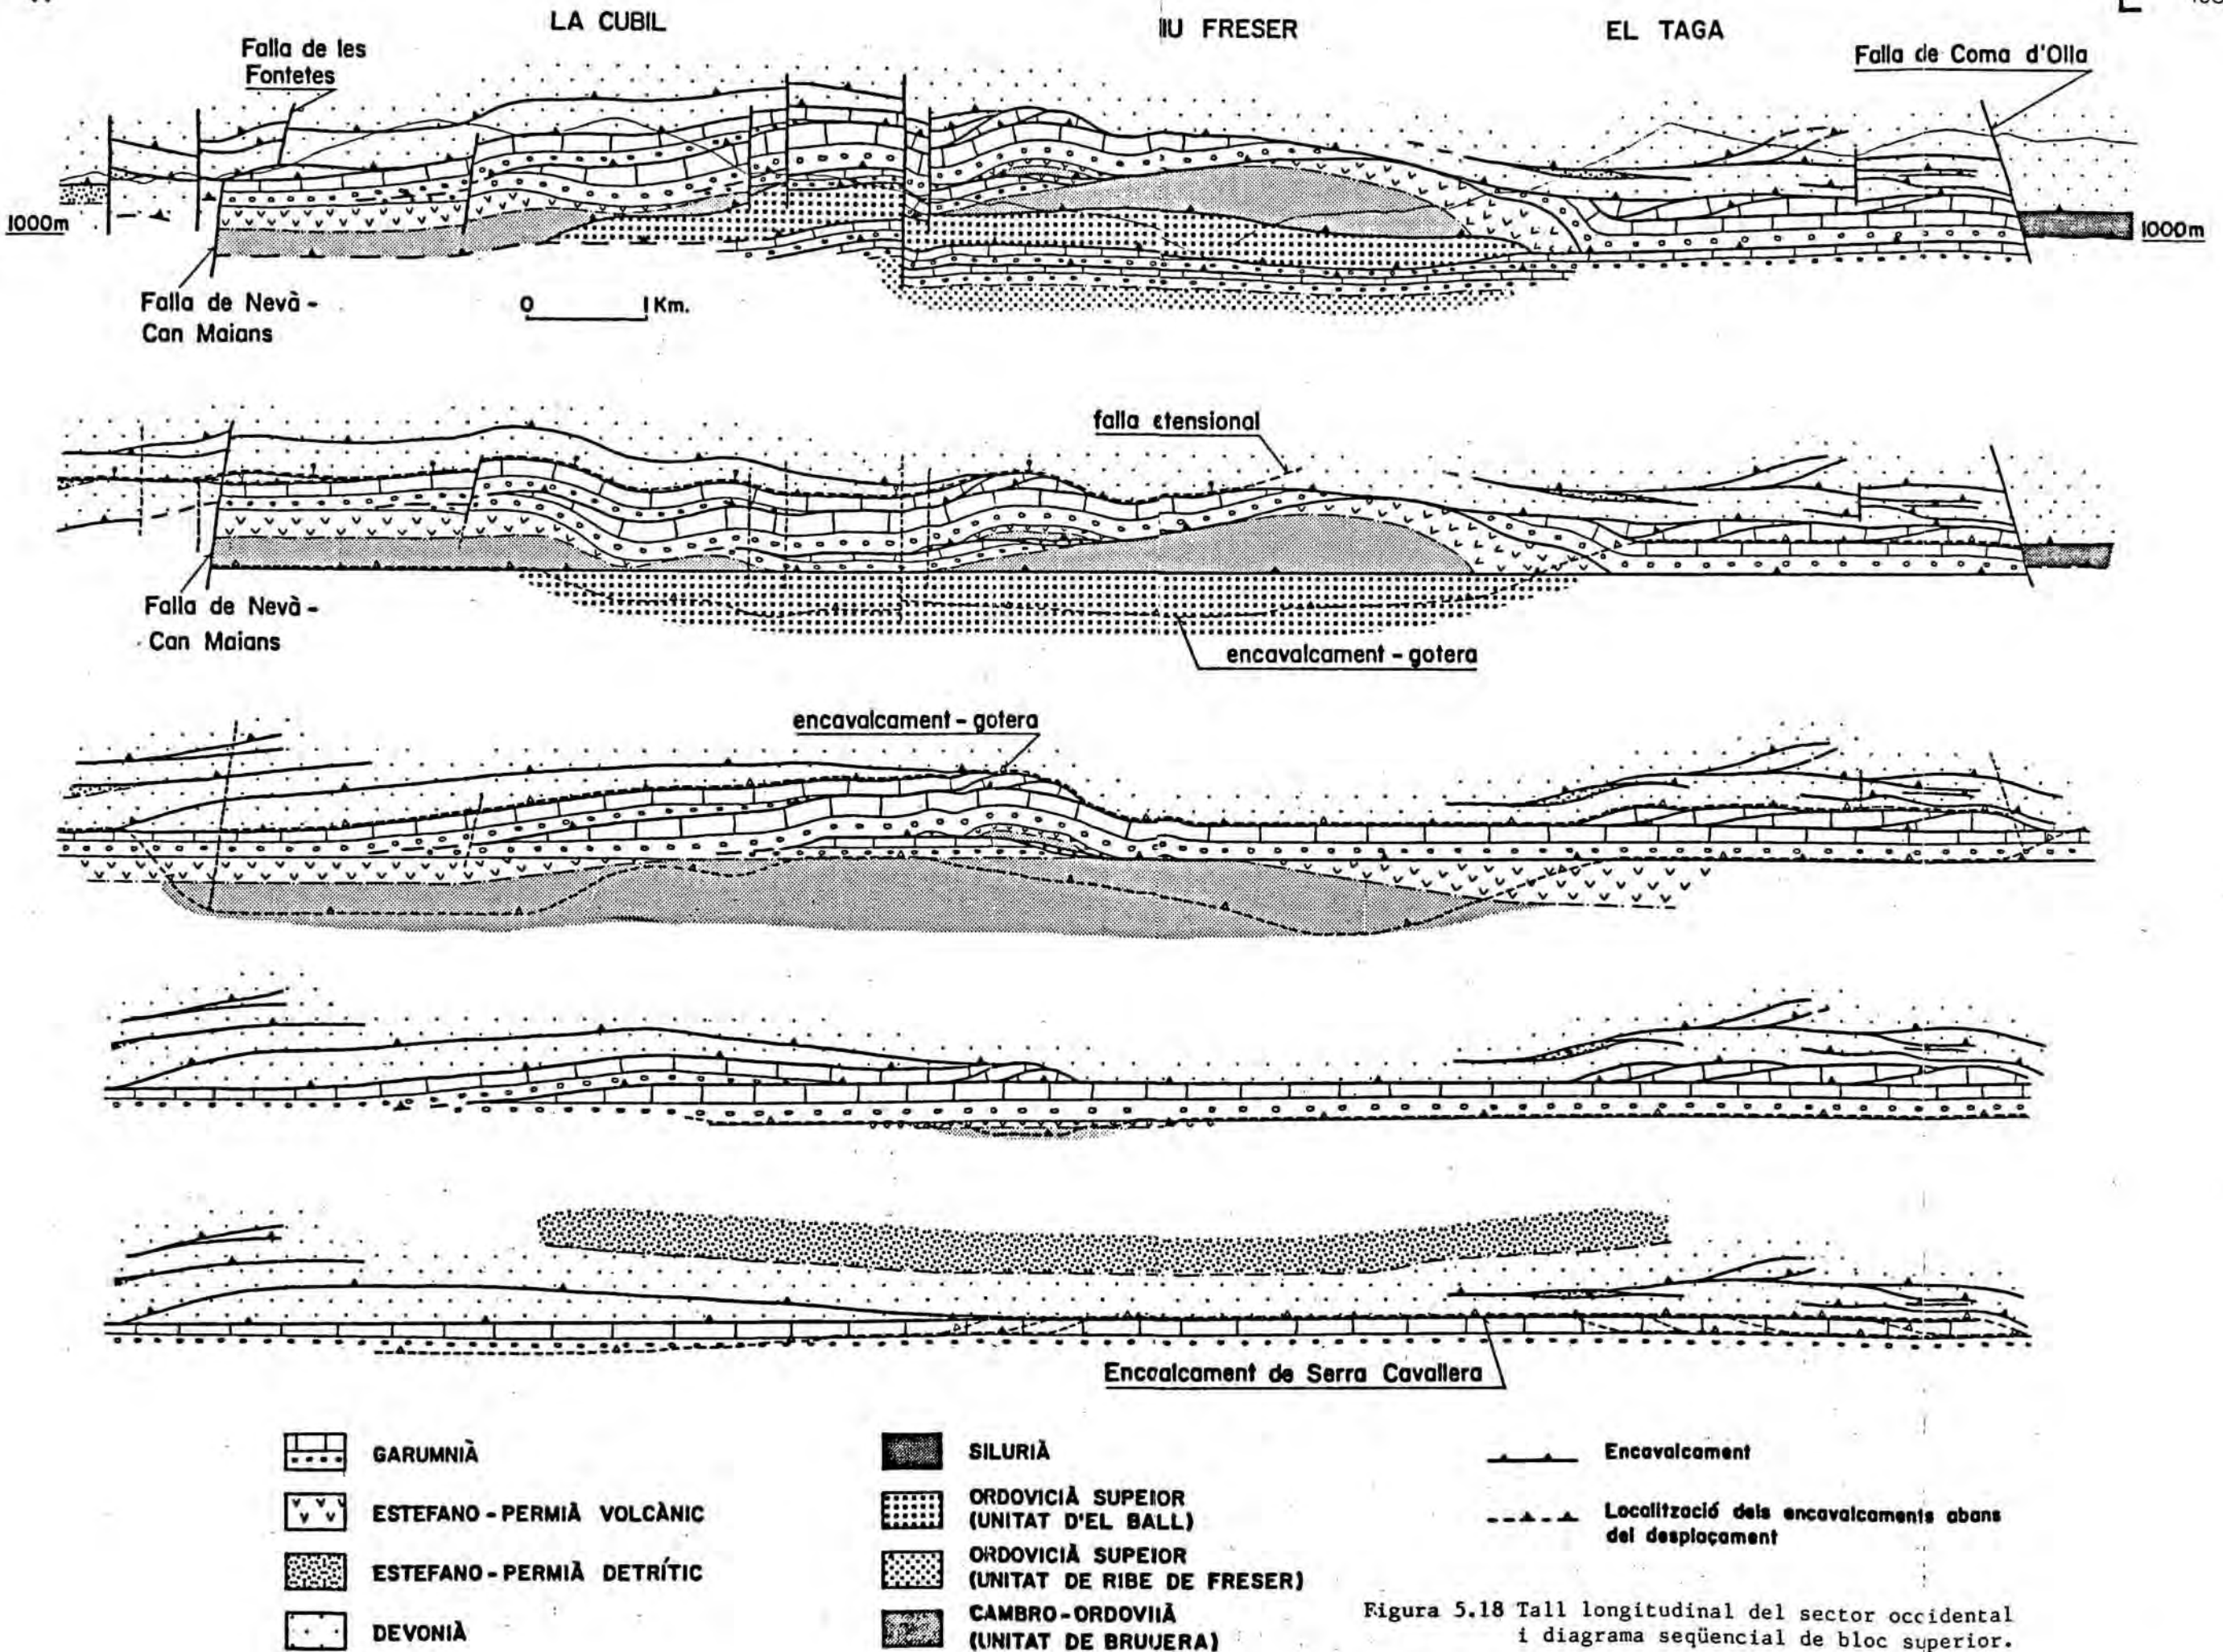 LA CUBIL
IIU FRESER
EL TAGA
Falla de les
Fontetes
Falla de Coma d'Olla
1000m
1000m
Falla de Nevà -
Can Maians
0 1 Km.
falla etensional
Falla de Nevà -
Can Maians
encavalcament - gotera
encavalcament - gotera
Encoalcament de Serra Cavallera
GARUMNIÀ
ESTEFANO - PERMIÀ VOLCÀNIC
ESTEFANO - PERMIÀ DETRÍTIC
DEVONIÀ
SILURIÀ
ORDOVICIÀ SUPEIOR
(UNITAT D'EL BALL)
ORDOVICIÀ SUPEIOR
(UNITAT DE RIBE DE FRESER)
CAMBRO-ORDOVIIÀ
(UNITAT DE BRUUERA)
Encavalcament
Localització dels encavalcaments abans
del desplaçament
Figura 5.18 Tall longitudinal del sector occidental
i diagrama seqüencial de bloc superior.